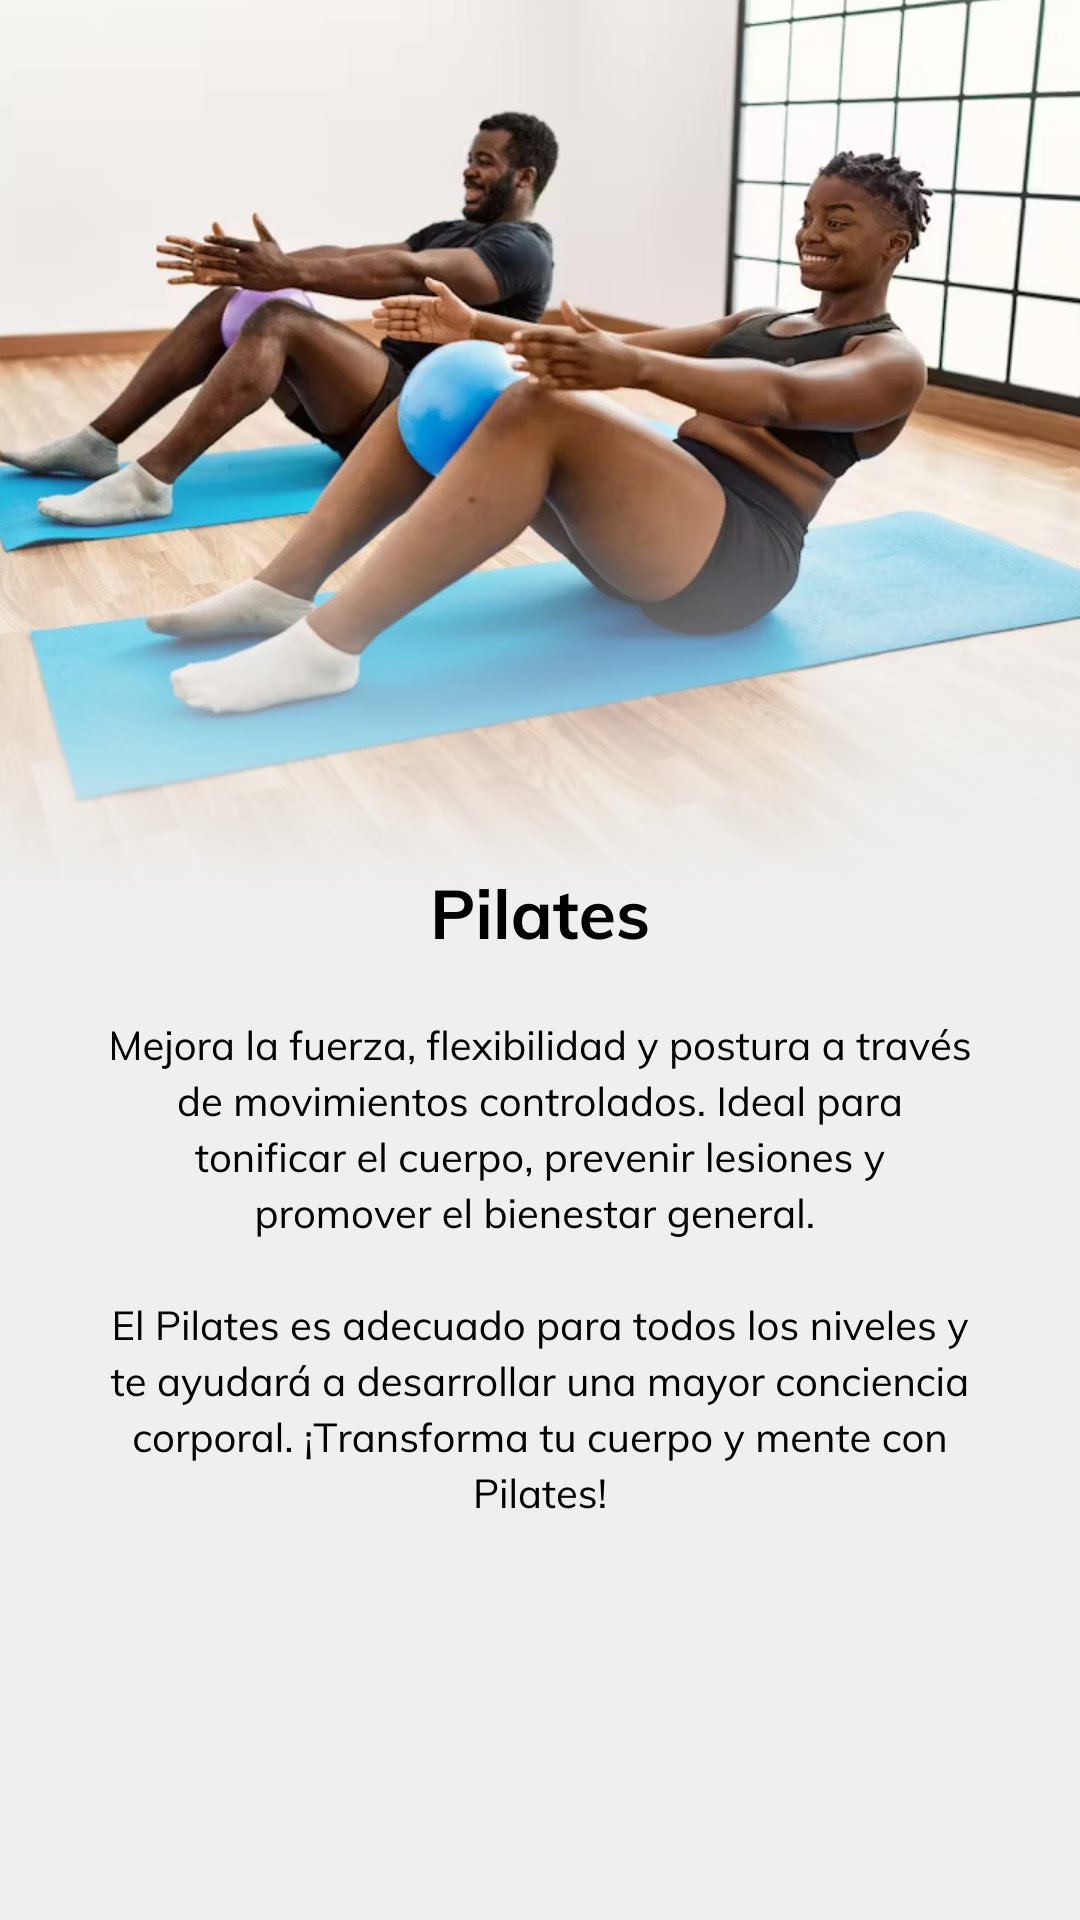 Pilates
Mejora la fuerza, flexibilidad y postura a través
de movimientos controlados. Ideal para
tonificar el cuerpo, prevenir lesiones y
promover el bienestar general.
El Pilates es adecuado para todos los niveles y
te ayudará a desarrollar una mayor conciencia
corporal. ¡Transforma tu cuerpo y mente con
Pilates!